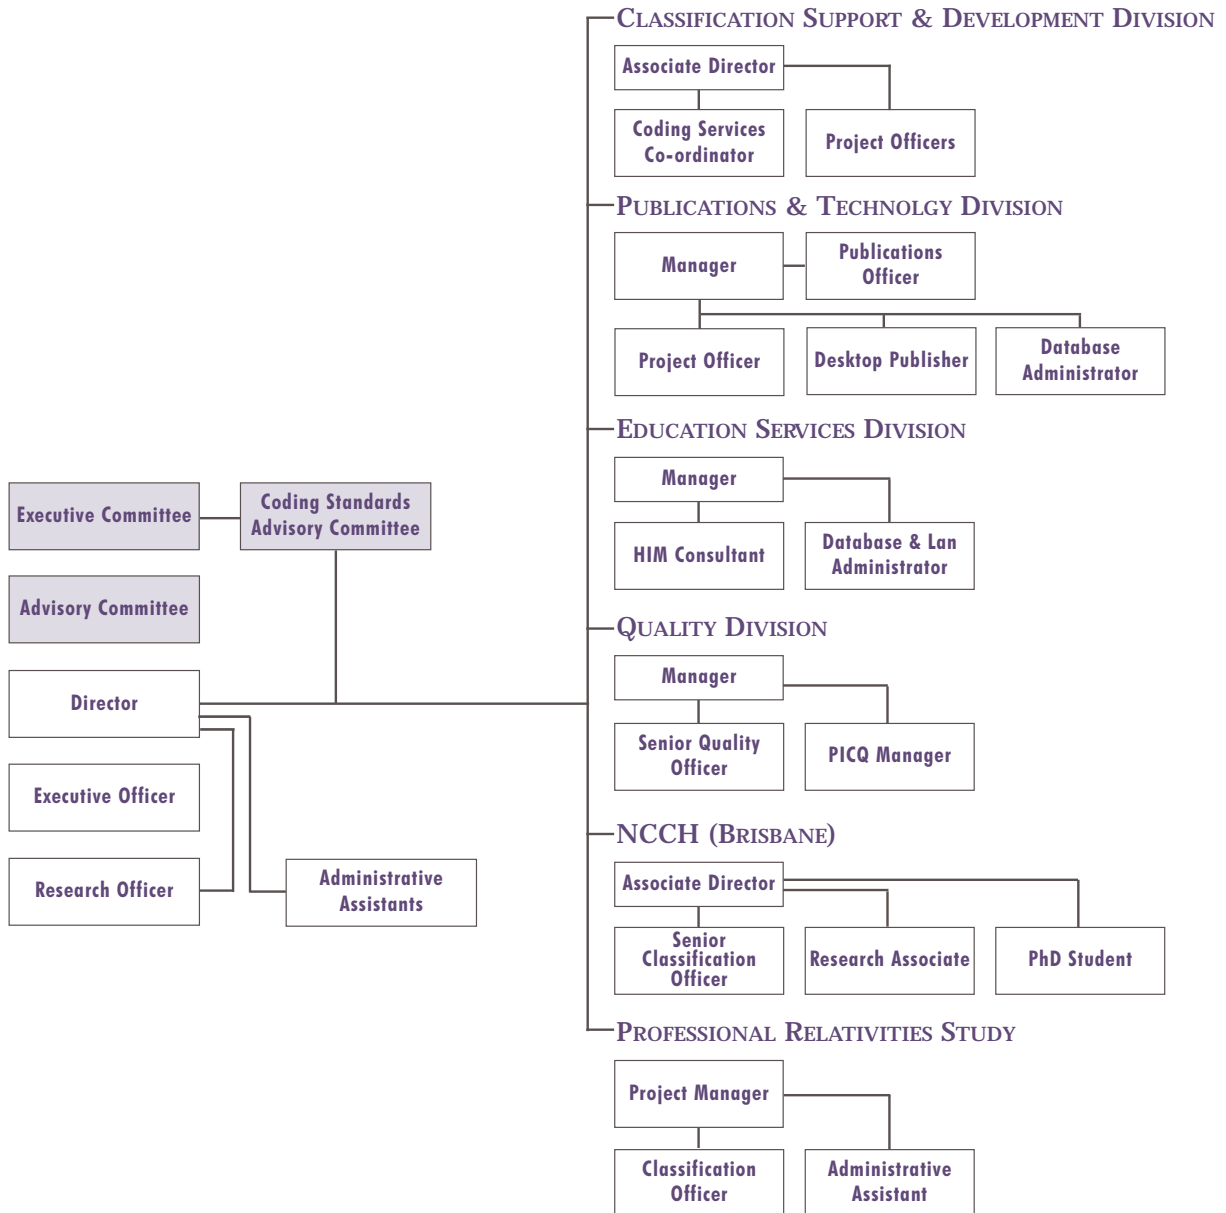 CLASSIFICATION SUPPORT & DEVELOPMENT DIVISION
Associate Director
Coding Services
Co-ordinator
Project Officers
PUBLICATIONS & TECHNOLGY DIVISION
Manager
Publications
Officer
Project Officer
Desktop Publisher
Database
Administrator
EDUCATION SERVICES DIVISION
Manager
HIM Consultant
Database & Lan
Administrator
Executive Committee
Coding Standards
Advisory Committee
Advisory Committee
Director
Executive Officer
Research Officer
Administrative
Assistants
QUALITY DIVISION
Manager
Senior Quality
Officer
PICQ Manager
NCCH (BRISBANE)
Associate Director
Senior
Classification
Officer
Research Associate
PhD Student
PROFESSIONAL RELATIVITIES STUDY
Project Manager
Classification
Officer
Administrative
Assistant